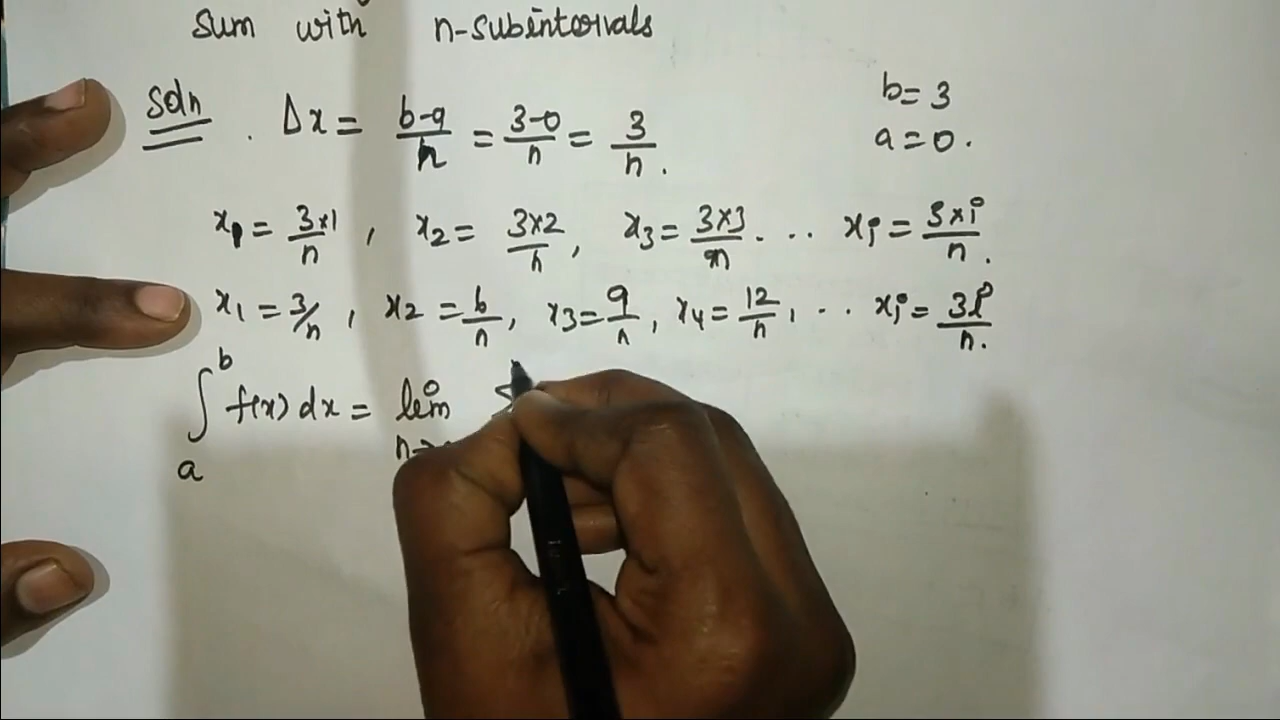 Sum with n-subintervals
Soln . Δx = b-a/n = 3-0/n = 3/n .
b = 3
a = 0 .
x1 = 3×1/n , x2 = 3×2/n , x3 = 3×3/n . . . xi = 3×i/n .
x1 = 3/n , x2 = 6/n , x3 = 9/n , x4 = 12/n , . . xi = 3i/n .
∫a^b f(x) dx = lim n→